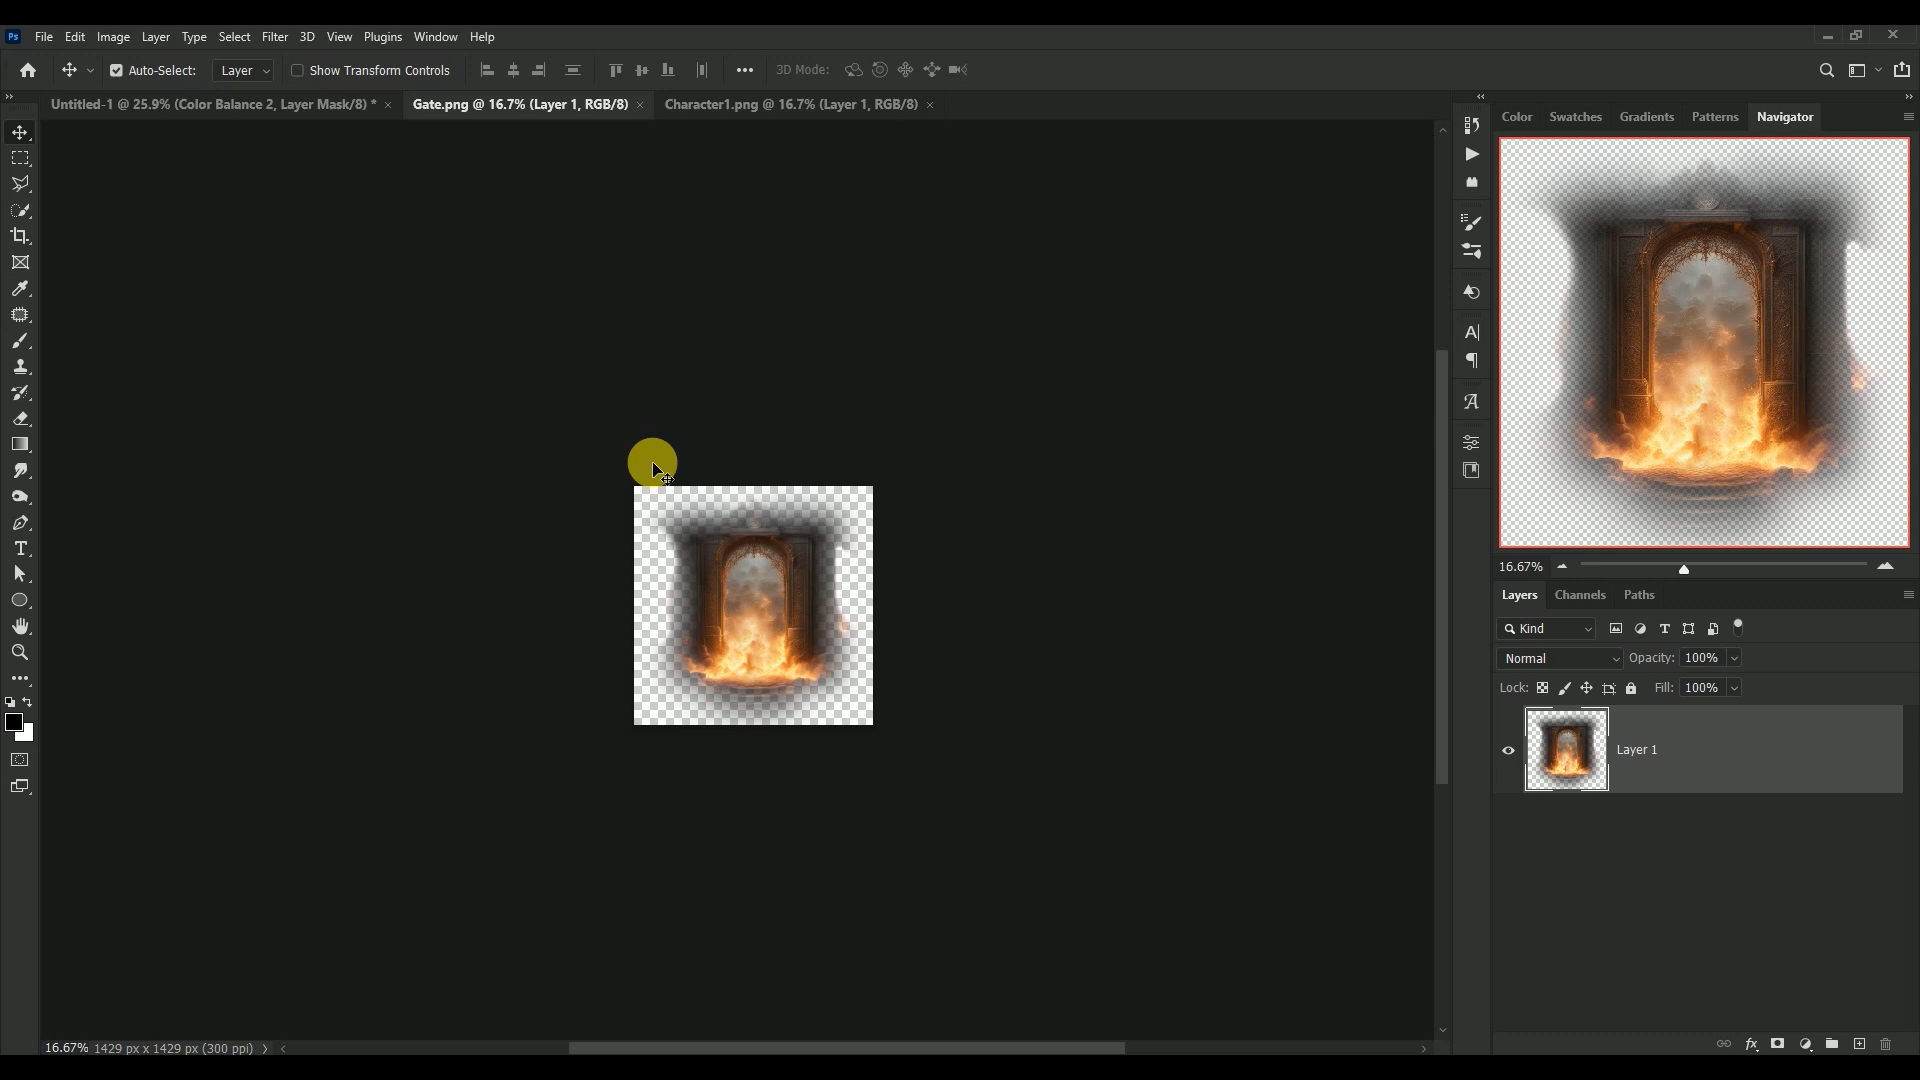 Ps File Edit Image Layer Type Select Filter 3D View Plugins Window Help
Auto-Select: Layer Show Transform Controls 3D Mode:
Untitled-1 @ 25.9% (Color Balance 2, Layer Mask/8) * × Gate.png @ 16.7% (Layer 1, RGB/8) × Character1.png @ 16.7% (Layer 1, RGB/8) ×
Color Swatches Gradients Patterns Navigator
16.67%
Layers Channels Paths
Kind
Normal Opacity: 100%
Lock: Fill: 100%
Layer 1
16.67% 1429 px x 1429 px (300 ppi)